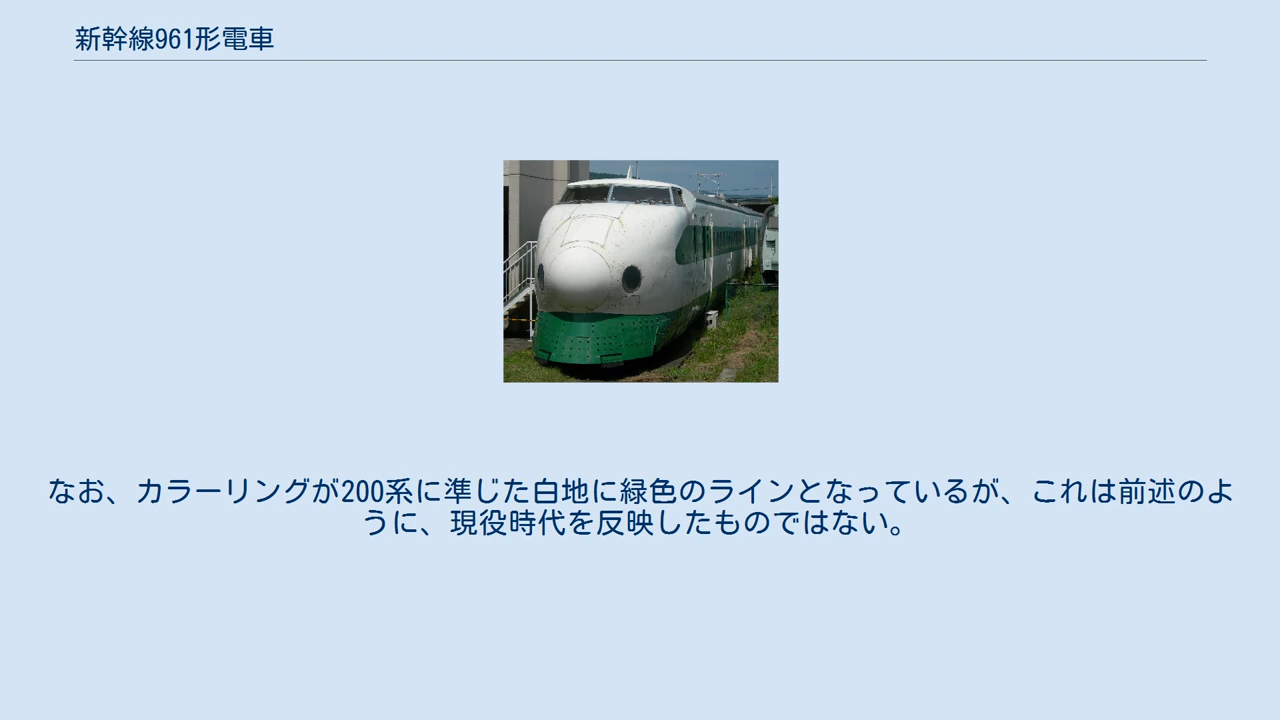 新幹線961形電車
なお、カラーリングが200系に準じた白地に緑色のラインとなっているが、これは前述のよ
うに、現役時代を反映したものではない。